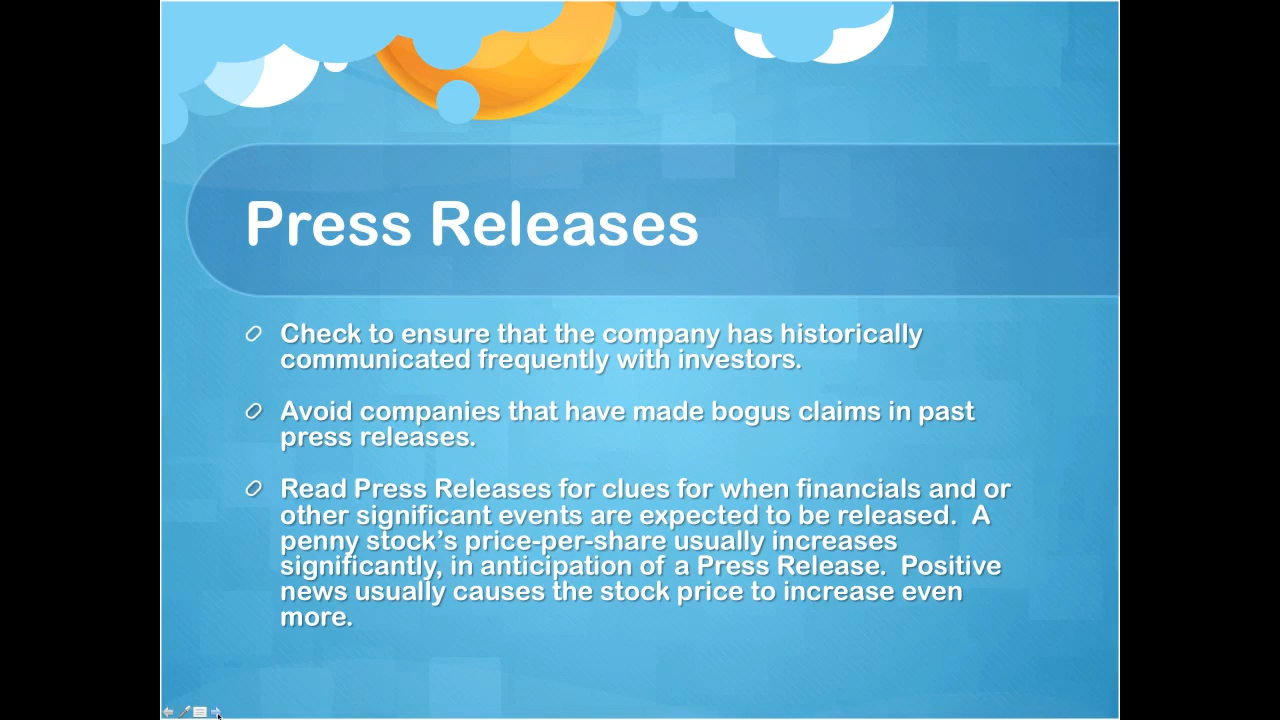 Press Releases
Check to ensure that the company has historically
communicated frequently with investors.
Avoid companies that have made bogus claims in past
press releases.
Read Press Releases for clues for when financials and or
other significant events are expected to be released.  A
penny stock’s price-per-share usually increases
significantly, in anticipation of a Press Release.  Positive
news usually causes the stock price to increase even
more.